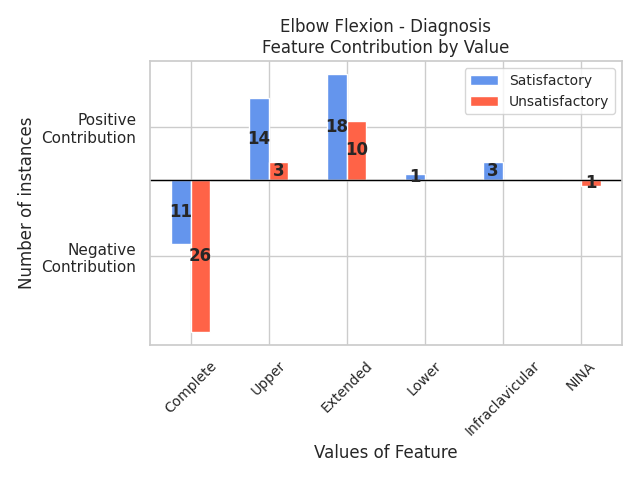 Elbow Flexion - Diagnosis
Feature Contribution by Value
Satisfactory
Unsatisfactory
Positive
Contribution
Negative
Contribution
Number of instances
11
26
14
3
18
10
1
3
1
Complete
Upper
Extended
Lower
Infraclavicular
NINA
Values of Feature